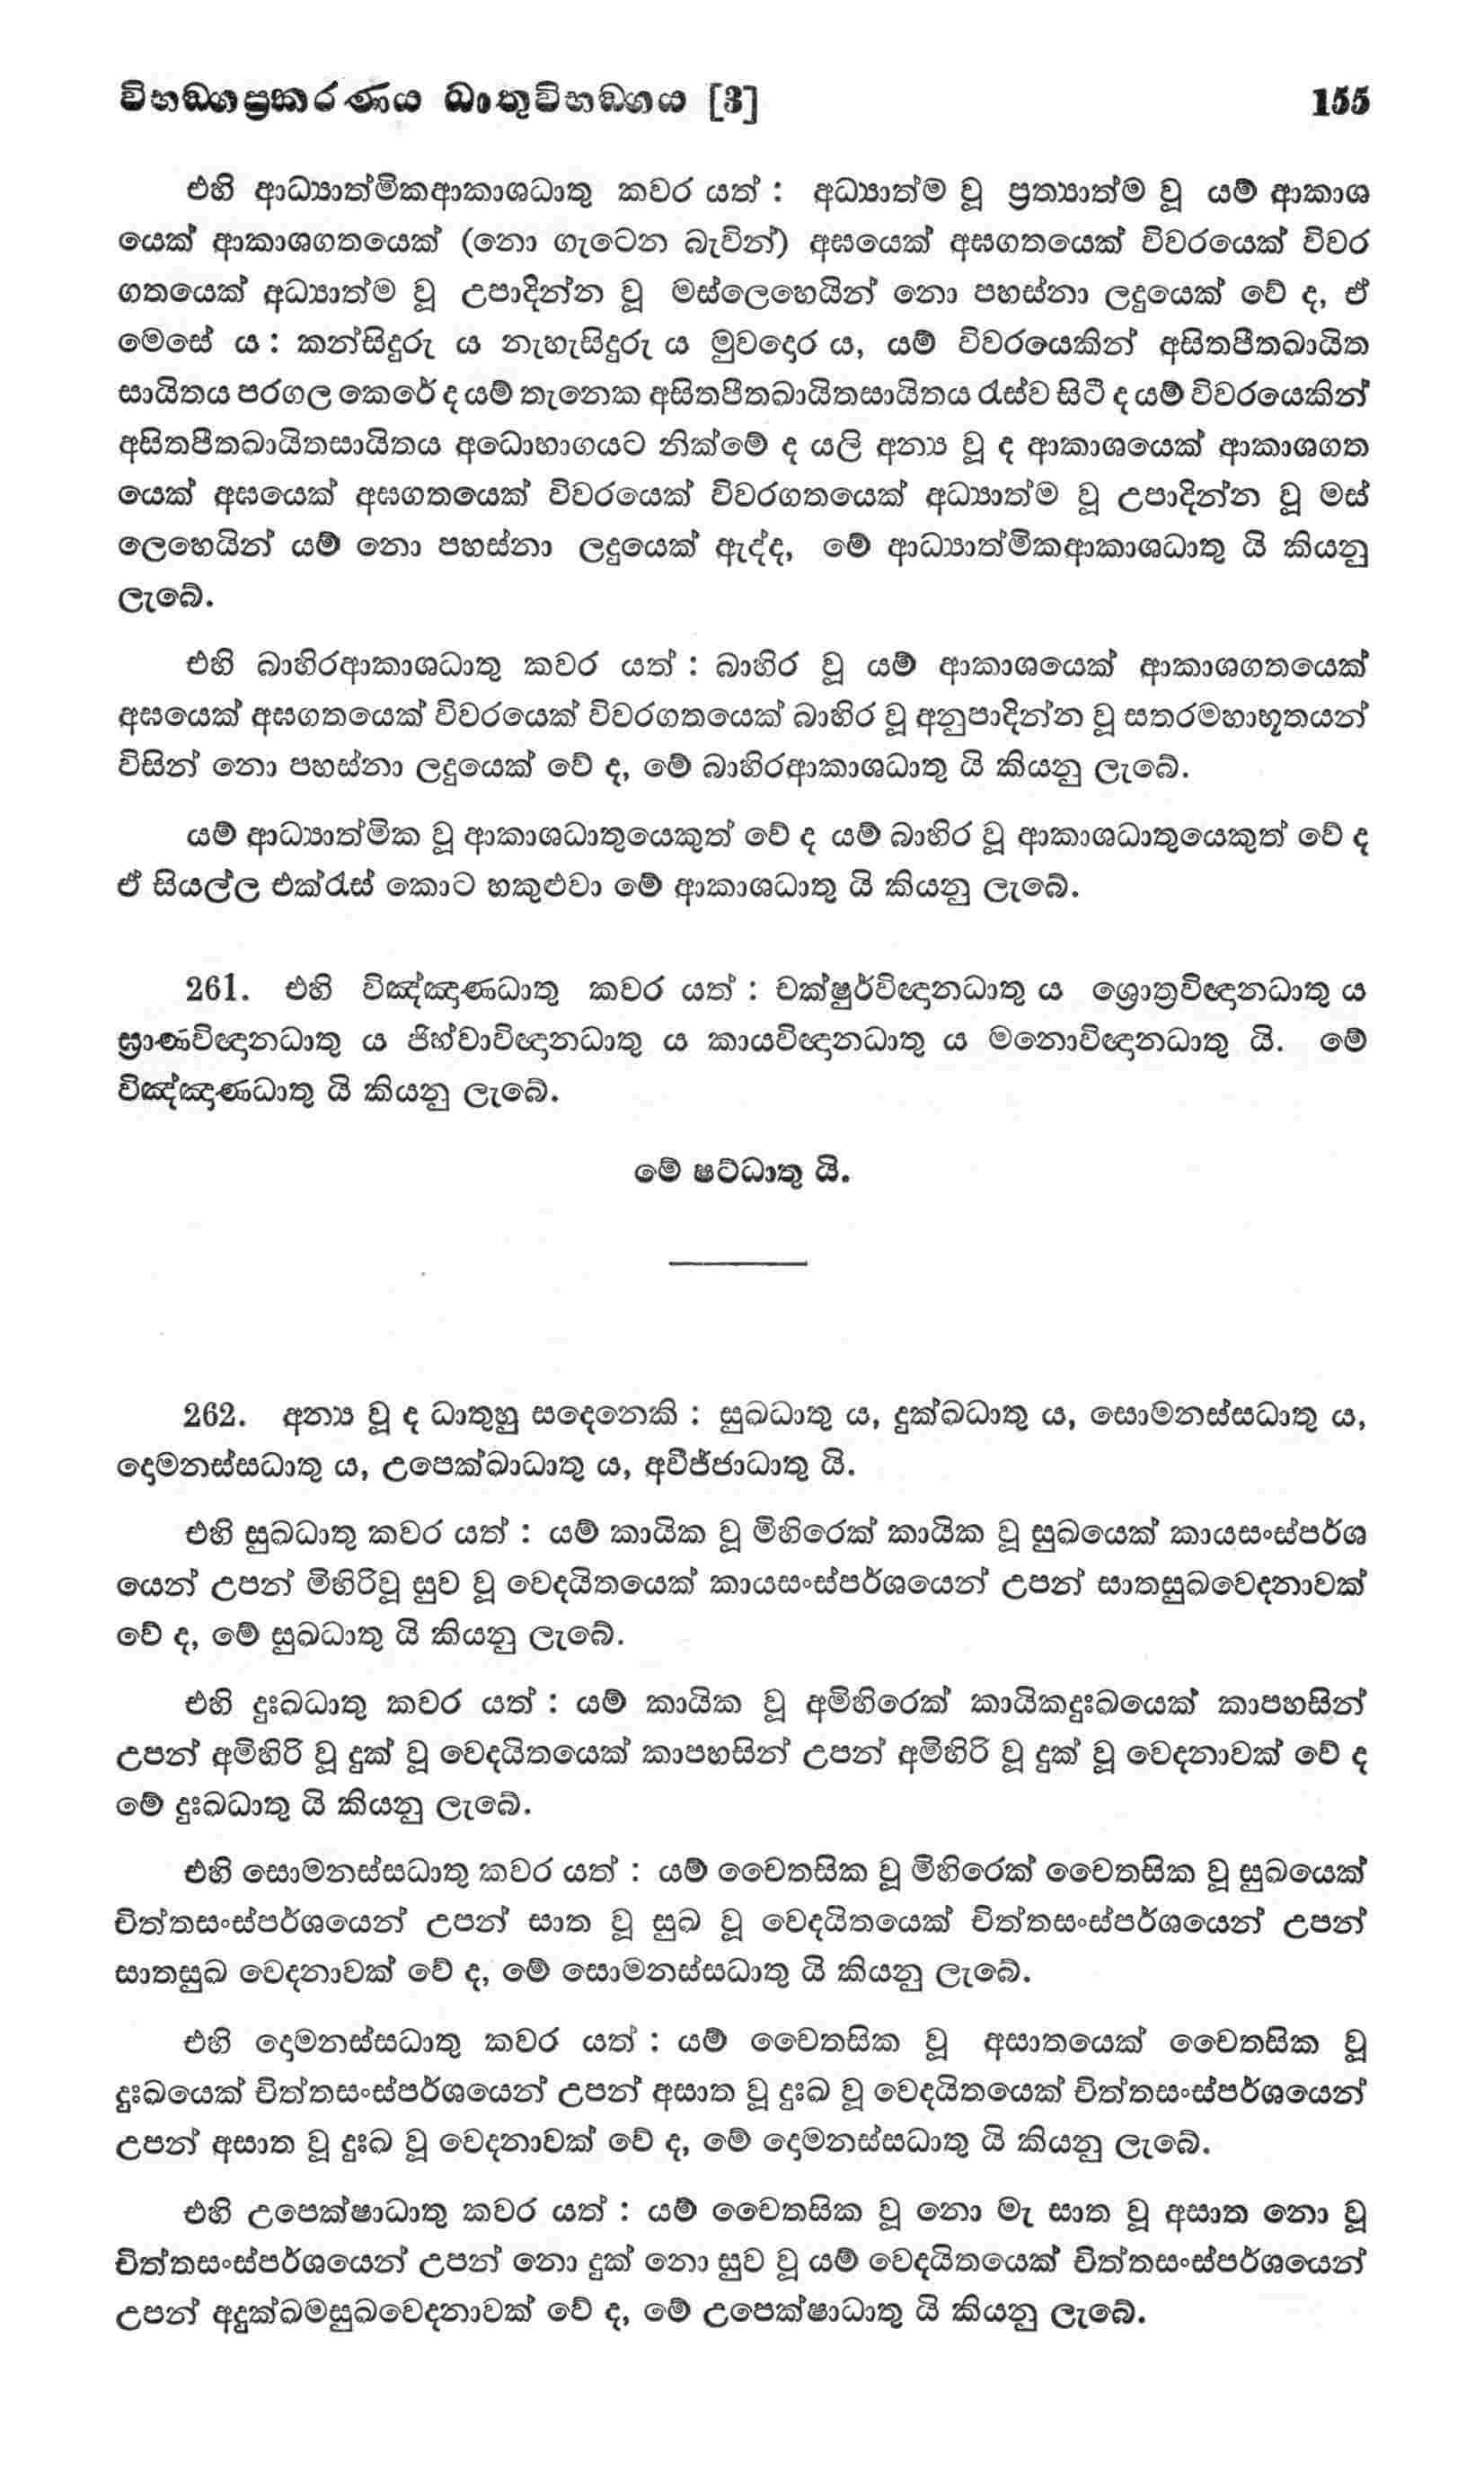 විභඞ්ගප්‍රකරණය ධාතුවිභඞ්ගය [3] 155
එහි ආධ්‍යාත්මිකආකාශධාතු කවර යත් : අධ්‍යාත්ම වූ ප්‍රත්‍යාත්ම වූ යම් ආකාශ
යෙක් ආකාශගතයෙක් (නො ගැටෙන බැවින්) අඝයෙක් අඝගතයෙක් විවරයෙක් විවර
ගතයෙක් අධ්‍යාත්ම වූ උපාදින්න වූ මස්ලෙහෙයින් නො පහස්නා ලදුයෙක් වේ ද, ඒ
මෙසේ ය : කන්සිදුරු ය නැහැසිදුරු ය මුවදොර ය, යම් විවරයෙකින් අසිතපීතඛායිත
සායිතය පරගල කෙරේ ද යම් තැනෙක අසිතපීතඛායිතසායිතය රැස්ව සිටී ද යම් විවරයෙකින්
අසිතපීතඛායිතසායිතය අධොභාගයට නික්මේ ද යලි අන්‍ය වූ ද ආකාශයෙක් ආකාශගත
යෙක් අඝයෙක් අඝගතයෙක් විවරයෙක් විවරගතයෙක් අධ්‍යාත්ම වූ උපාදින්න වූ මස්
ලෙහෙයින් යම් නො පහස්නා ලදුයෙක් ඇද්ද, මේ ආධ්‍යාත්මිකආකාශධාතු යි කියනු
ලැබේ.
එහි බාහිරආකාශධාතු කවර යත් : බාහිර වූ යම් ආකාශයෙක් ආකාශගතයෙක්
අඝයෙක් අඝගතයෙක් විවරයෙක් විවරගතයෙක් බාහිර වූ අනුපාදින්න වූ සතරමහාභූතයන්
විසින් නො පහස්නා ලදුයෙක් වේ ද, මේ බාහිරආකාශධාතු යි කියනු ලැබේ.
යම් ආධ්‍යාත්මික වූ ආකාශධාතුයෙකුත් වේ ද යම් බාහිර වූ ආකාශධාතුයෙකුත් වේ ද
ඒ සියල්ල එක්රැස් කොට හකුළුවා මේ ආකාශධාතු යි කියනු ලැබේ.
261. එහි විඤ්ඤාණධාතු කවර යත් : චක්ෂුර්විඥානධාතු ය ශ්‍රොත්‍රවිඥානධාතු ය
ඝ්‍රාණවිඥානධාතු ය ජිහ්වාවිඥානධාතු ය කායවිඥානධාතු ය මනොවිඥානධාතු යි. මේ
විඤ්ඤාණධාතු යි කියනු ලැබේ.
මේ ෂට්ධාතු යි.
262. අන්‍ය වූ ද ධාතුහු සදෙනෙකි : සුඛධාතු ය, දුක්ඛධාතු ය, සොමනස්සධාතු ය,
දොමනස්සධාතු ය, උපෙක්ඛාධාතු ය, අවිජ්ජාධාතු යි.
එහි සුඛධාතු කවර යත් : යම් කායික වූ මිහිරෙක් කායික වූ සුඛයෙක් කායසංස්පර්ශ
යෙන් උපන් මිහිරිවූ සුව වූ වෙදයිතයෙක් කායසංස්පර්ශයෙන් උපන් සාතසුඛවෙදනාවක්
වේ ද, මේ සුඛධාතු යි කියනු ලැබේ.
එහි දුඃඛධාතු කවර යත් : යම් කායික වූ අමිහිරෙක් කායිකදුඃඛයෙක් කාපහසින්
උපන් අමිහිරි වූ දුක් වූ වෙදයිතයෙක් කාපහසින් උපන් අමිහිරි වූ දුක් වූ වෙදනාවක් වේ ද
මේ දුඃඛධාතු යි කියනු ලැබේ.
එහි සොමනස්සධාතු කවර යත් : යම් චෛතසික වූ මිහිරෙක් චෛතසික වූ සුඛයෙක්
චිත්තසංස්පර්ශයෙන් උපන් සාත වූ සුඛ වූ වෙදයිතයෙක් චිත්තසංස්පර්ශයෙන් උපන්
සාතසුඛ වෙදනාවක් වේ ද, මේ සොමනස්සධාතු යි කියනු ලැබේ.
එහි දොමනස්සධාතු කවර යත් : යම් චෛතසික වූ අසාතයෙක් චෛතසික වූ
දුඃඛයෙක් චිත්තසංස්පර්ශයෙන් උපන් අසාත වූ දුඃඛ වූ වෙදයිතයෙක් චිත්තසංස්පර්ශයෙන්
උපන් අසාත වූ දුඃඛ වූ වෙදනාවක් වේ ද, මේ දොමනස්සධාතු යි කියනු ලැබේ.
එහි උපෙක්ෂාධාතු කවර යත් : යම් චෛතසික වූ නො මැ සාත වූ අසාත නො වූ
චිත්තසංස්පර්ශයෙන් උපන් නො දුක් නො සුව වූ යම් වෙදයිතයෙක් චිත්තසංස්පර්ශයෙන්
උපන් අදුක්ඛමසුඛවෙදනාවක් වේ ද, මේ උපෙක්ෂාධාතු යි කියනු ලැබේ.